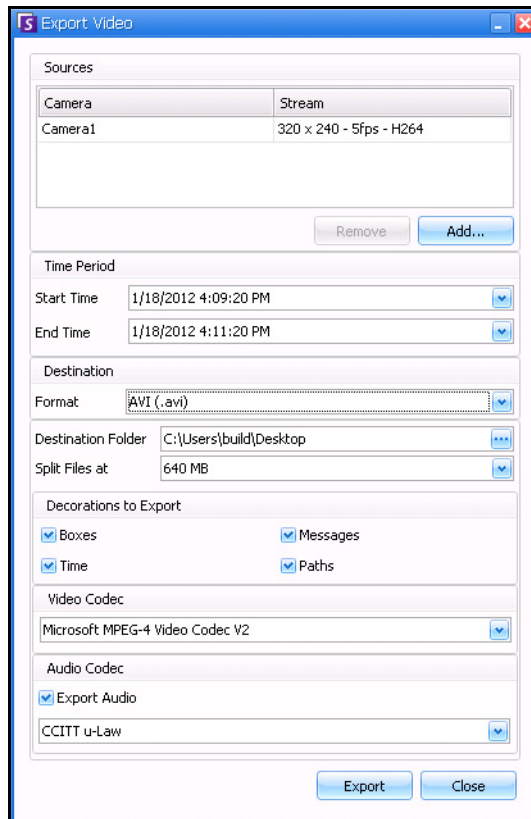 Export Video
Sources
Camera Stream
Camera1 320 x 240 - 5fps - H264
Remove Add...
Time Period
Start Time 1/18/2012 4:09:20 PM
End Time 1/18/2012 4:11:20 PM
Destination
Format AVI (.avi)
Destination Folder C:\Users\build\Desktop
Split Files at 640 MB
Decorations to Export
Boxes Messages
Time Paths
Video Codec
Microsoft MPEG-4 Video Codec V2
Audio Codec
Export Audio
CCITT u-Law
Export Close